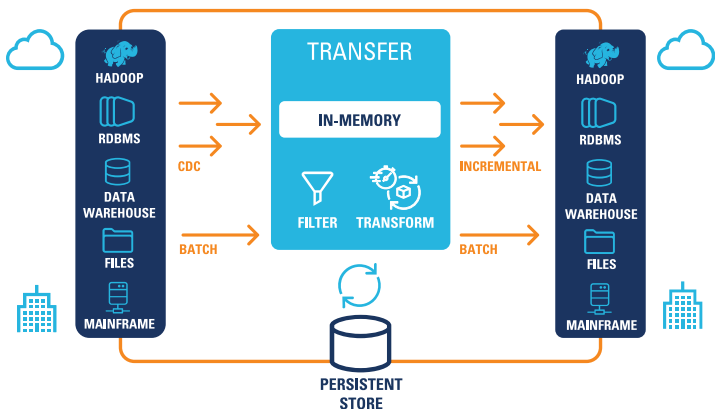 HADOOP
RDBMS
DATA
WAREHOUSE
FILES
MAINFRAME
CDC
BATCH
TRANSFER
IN-MEMORY
FILTER
TRANSFORM
INCREMENTAL
BATCH
HADOOP
RDBMS
DATA
WAREHOUSE
FILES
MAINFRAME
PERSISTENT
STORE